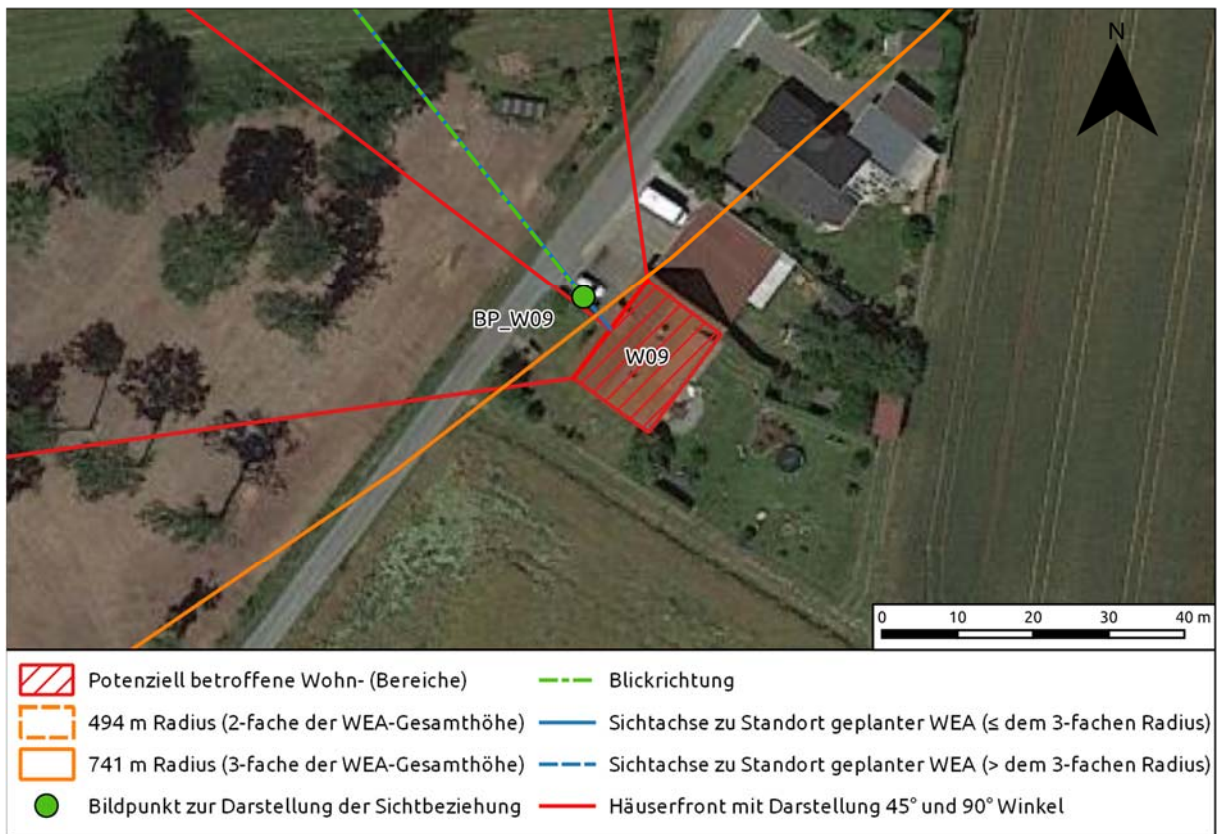 N
BP_W09
W09
0 10 20 30 40 m
Potenziell betroffene Wohn- (Bereiche)
494 m Radius (2-fache der WEA-Gesamthöhe)
741 m Radius (3-fache der WEA-Gesamthöhe)
Bildpunkt zur Darstellung der Sichtbeziehung
Blickrichtung
Sichtachse zu Standort geplanter WEA (≤ dem 3-fachen Radius)
Sichtachse zu Standort geplanter WEA (> dem 3-fachen Radius)
Häuserfront mit Darstellung 45° und 90° Winkel